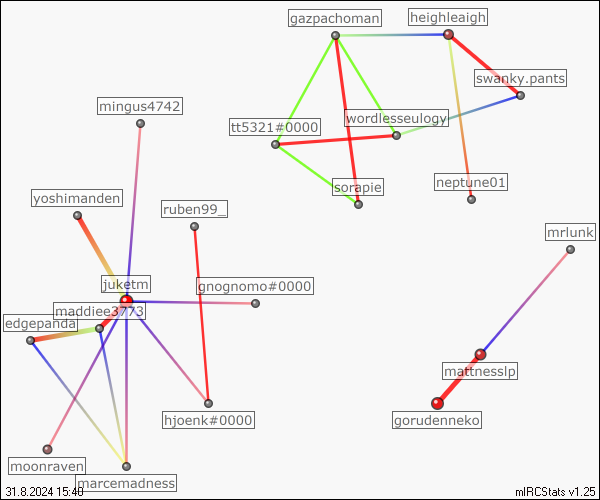 heighleaigh
gazpachoman
swanky.pants
mingus4742
wordlesseulogy
tt5321#0000
neptune01
sorapie
yoshimanden
ruben99_
mrlunk
juketm
gnognomo#0000
maddiee3773
edgepanda
mattnesslp
hjoenk#0000
gorudenneko
moonraven
marcemadness
31.8.2024 15:40
mIRCStats v1.25